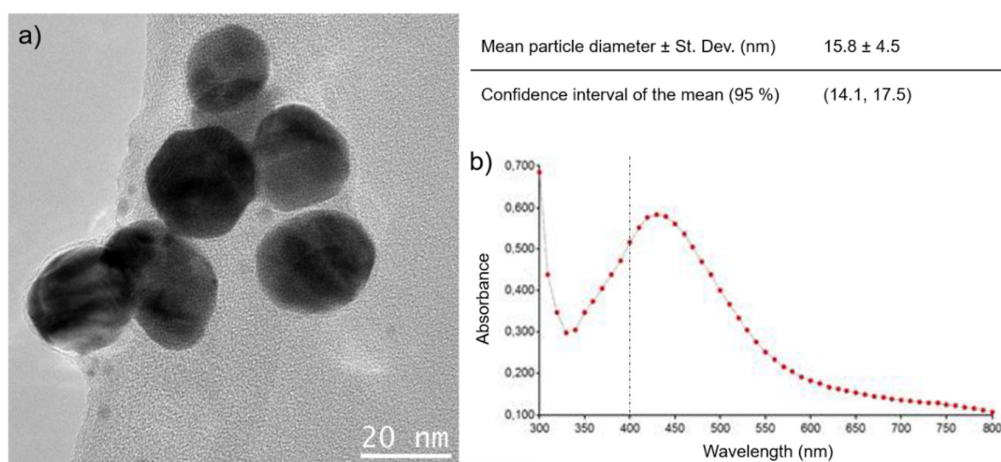 a)
20 nm
Mean particle diameter ± St. Dev. (nm) 15.8 ± 4.5
Confidence interval of the mean (95 %) (14.1, 17.5)
b)
0,700
0,600
0,500
0,400
0,300
0,200
0,100
Absorbance
300 350 400 450 500 550 600 650 700 750 800
Wavelength (nm)